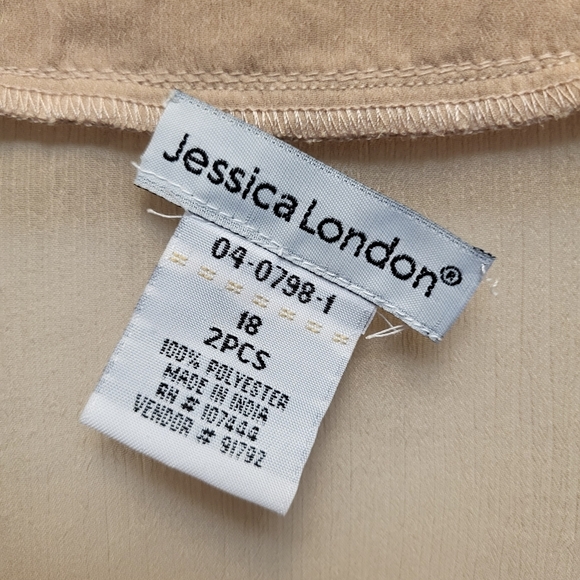 Jessica London®
04-0798-1
18
2PCS
100% POLYESTER
MADE IN INDIA
RN # 107444
VENDOR # 91792